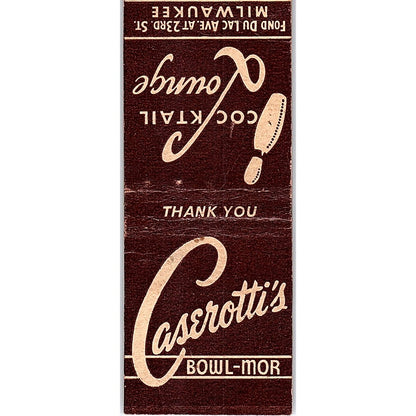 COCKTAIL
Lounge
FOND DU LAC AVE. AT 23RD. ST.
MILWAUKEE
THANK YOU
Caserotti's
BOWL-MOR